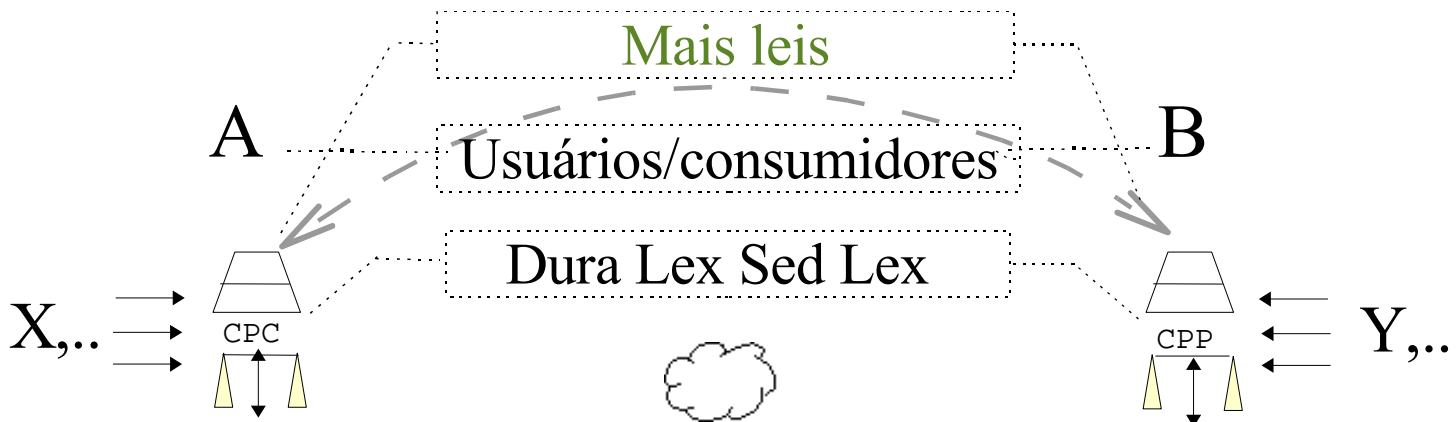 Mais leis
A
Usuários/consumidores
B
Dura Lex Sed Lex
X,..
CPC
CPP
Y,..